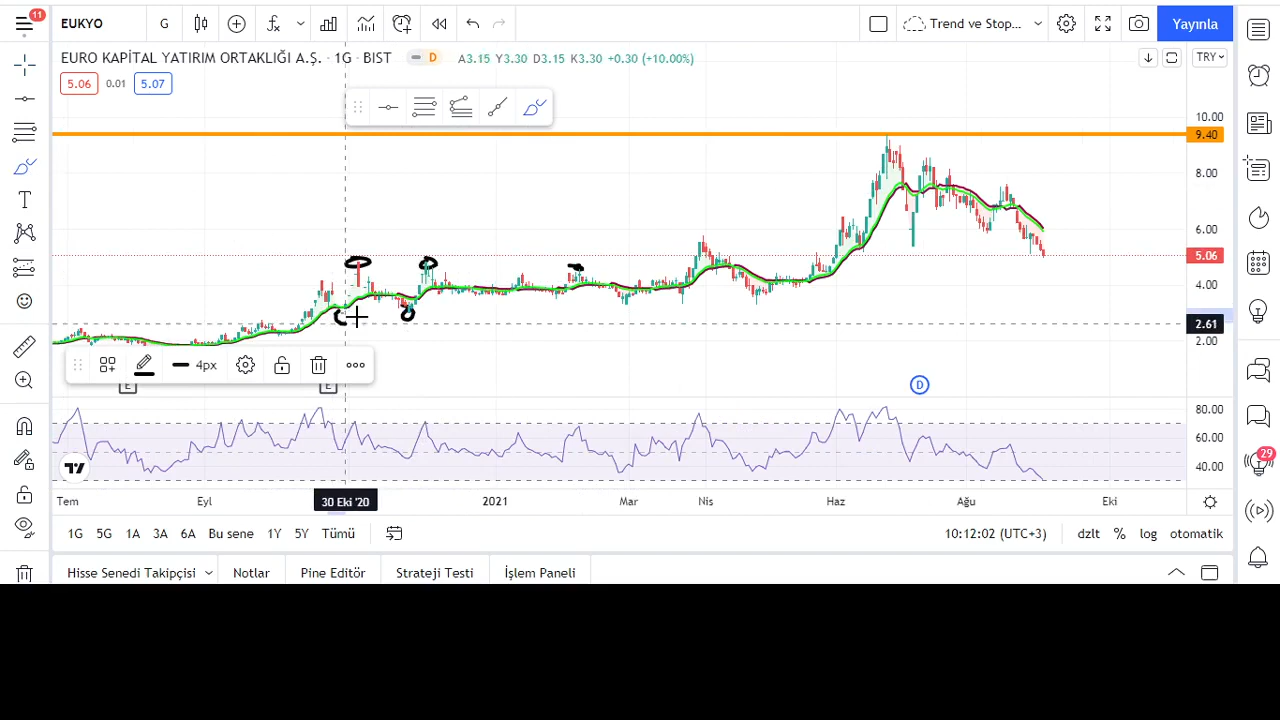 11
EUKYO G Trend ve Stop... Yayınla
EURO KAPİTAL YATIRIM ORTAKLIĞI A.Ş. · 1G · BIST D A3.15 Y3.30 D3.15 K3.30 +0.30 (+10.00%) TRY
5.06 0.01 5.07
10.00
9.40
8.00
6.00
5.06
4.00
2.61
2.00
4px
E E D
80.00
60.00
40.00
29
Tem Eyl 30 Eki '20 2021 Mar Nis Haz Ağu Eki
1G 5G 1A 3A 6A Bu sene 1Y 5Y Tümü 10:12:02 (UTC+3) dzlt % log otomatik
Hisse Senedi Takipçisi Notlar Pine Editör Strateji Testi İşlem Paneli